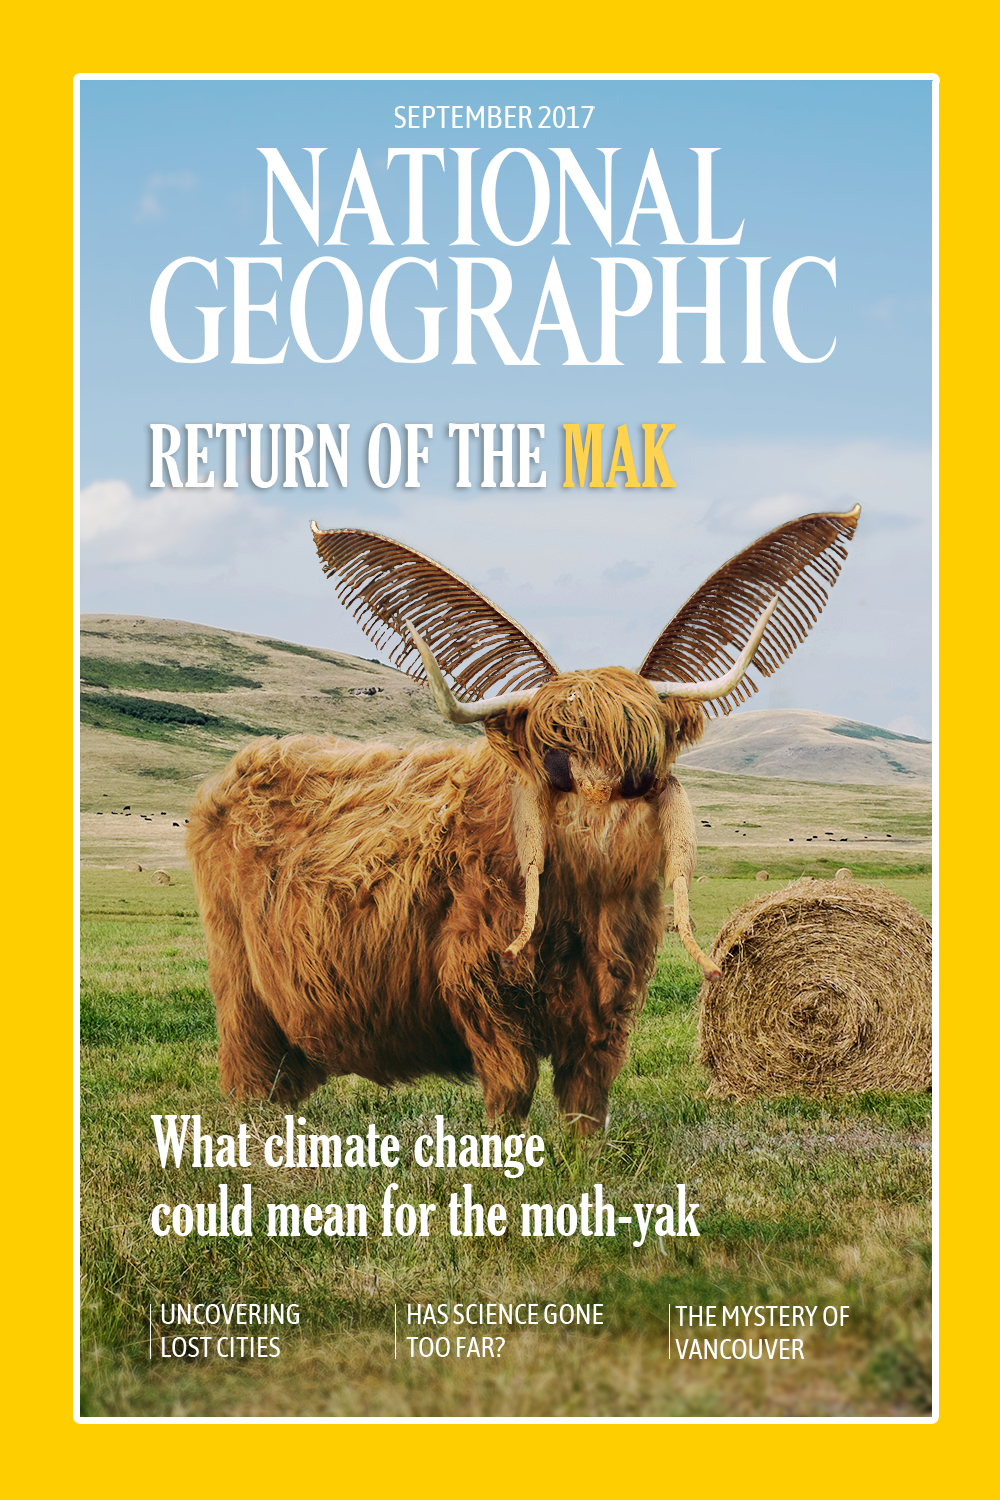 SEPTEMBER 2017
NATIONAL
GEOGRAPHIC
RETURN OF THE MAK
What climate change
could mean for the moth-yak
UNCOVERING
LOST CITIES
HAS SCIENCE GONE
TOO FAR?
THE MYSTERY OF
VANCOUVER